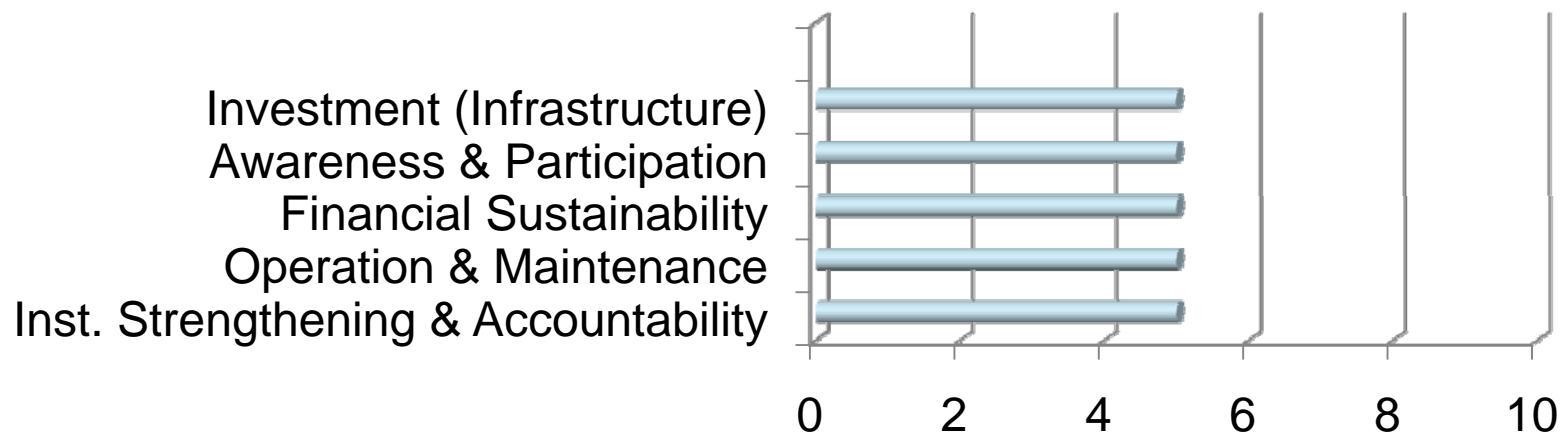 Investment (Infrastructure)
Awareness & Participation
Financial Sustainability
Operation & Maintenance
Inst. Strengthening & Accountability
0 2 4 6 8 10